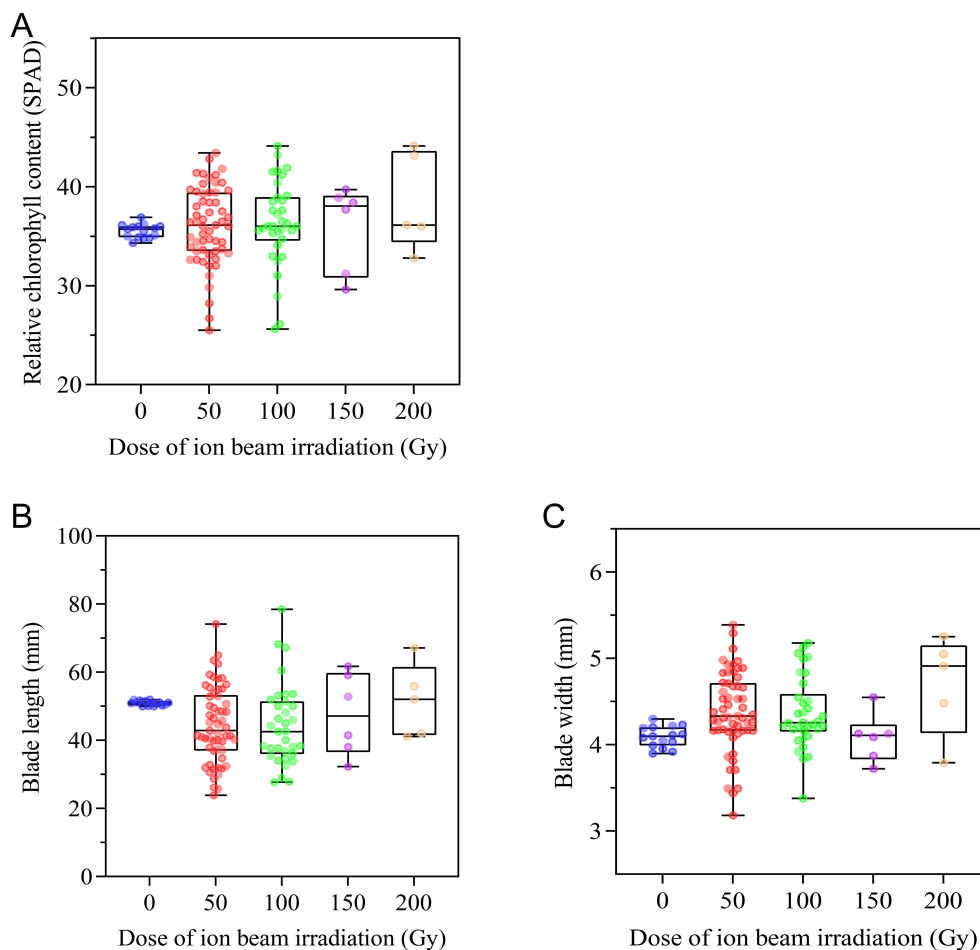 A
Relative chlorophyll content (SPAD)
50
40
30
20
0 50 100 150 200
Dose of ion beam irradiation (Gy)
B
Blade length (mm)
100
80
60
40
20
0
0 50 100 150 200
Dose of ion beam irradiation (Gy)
C
Blade width (mm)
6
5
4
3
0 50 100 150 200
Dose of ion beam irradiation (Gy)